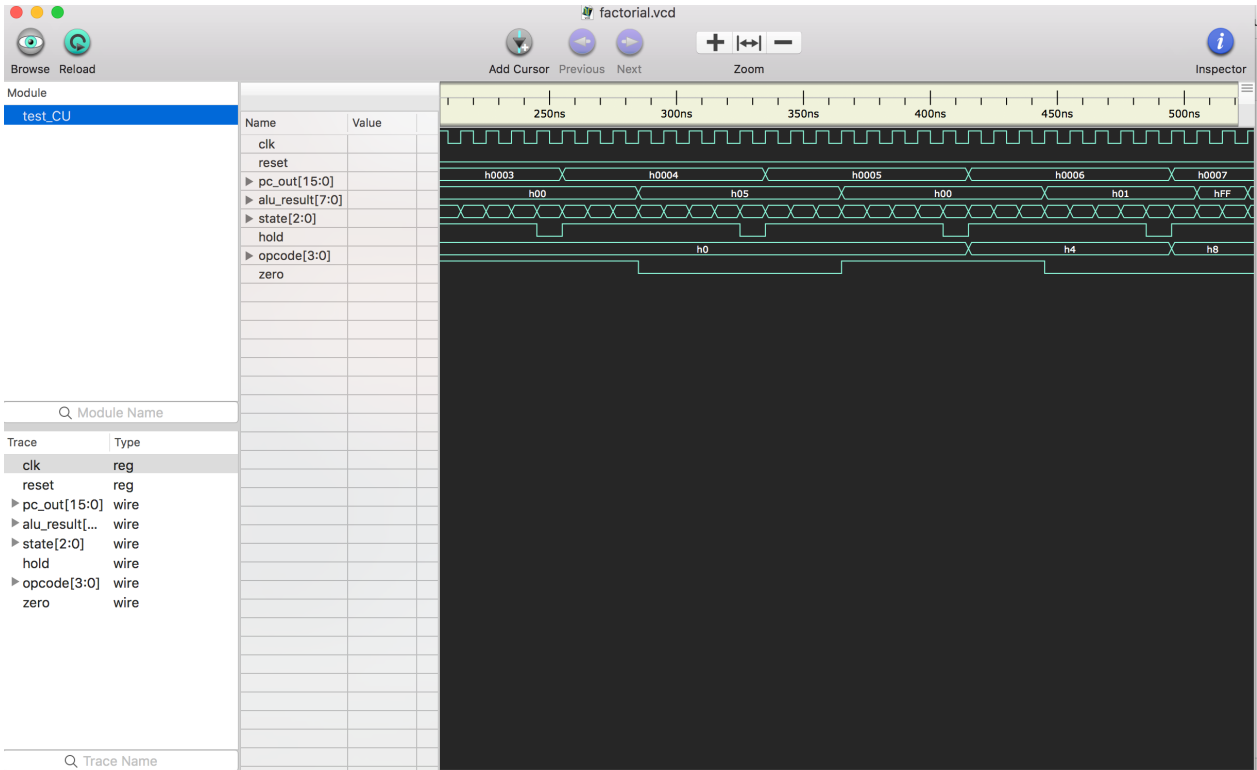 factorial.vcd
Browse Reload Add Cursor Previous Next Zoom Inspector
Module
test_CU
Module Name
Trace Type
clk reg
reset reg
pc_out[15:0] wire
alu_result[... wire
state[2:0] wire
hold wire
opcode[3:0] wire
zero wire
Trace Name
Name Value
clk
reset
pc_out[15:0]
alu_result[7:0]
state[2:0]
hold
opcode[3:0]
zero
250ns 300ns 350ns 400ns 450ns 500ns
h0003 h0004 h0005 h0006 h0007
h00 h05 h00 h01 hFF
h0 h4 h8